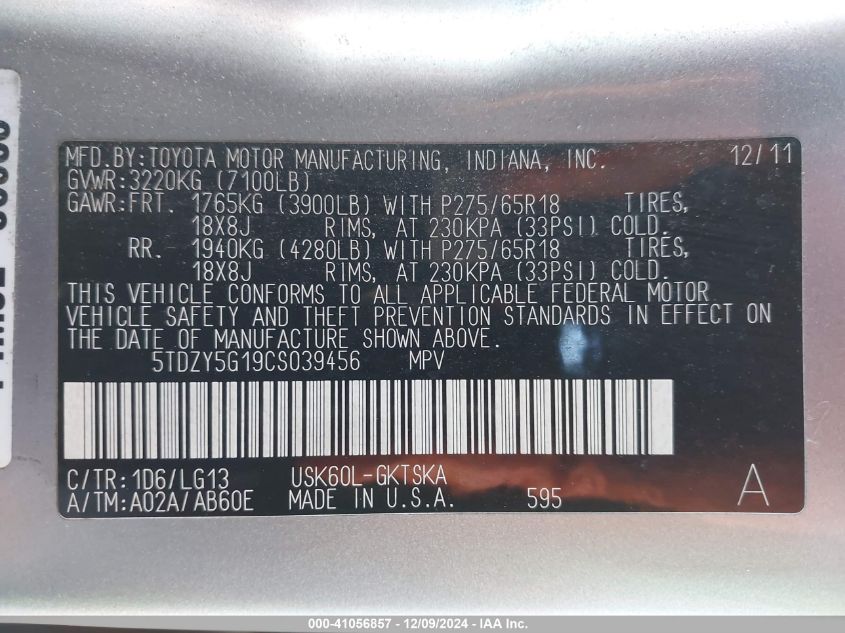 MFD.BY:TOYOTA MOTOR MANUFACTURING, INDIANA, INC. 12/11
GVWR:3220KG (7100LB)
GAWR:FRT. 1765KG (3900LB) WITH P275/65R18 TIRES,
18X8J RIMS, AT 230KPA (33PSI) COLD.
RR. 1940KG (4280LB) WITH P275/65R18 TIRES,
18X8J RIMS, AT 230KPA (33PSI) COLD.
THIS VEHICLE CONFORMS TO ALL APPLICABLE FEDERAL MOTOR
VEHICLE SAFETY AND THEFT PREVENTION STANDARDS IN EFFECT ON
THE DATE OF MANUFACTURE SHOWN ABOVE.
5TDZY5G19CS039456 MPV
C/TR:1D6/LG13 USK60L-GKTSKA
A/TM:A02A/AB60E MADE IN U.S.A. 595 A
000-41056857 - 12/09/2024 - IAA Holdings, LLC.